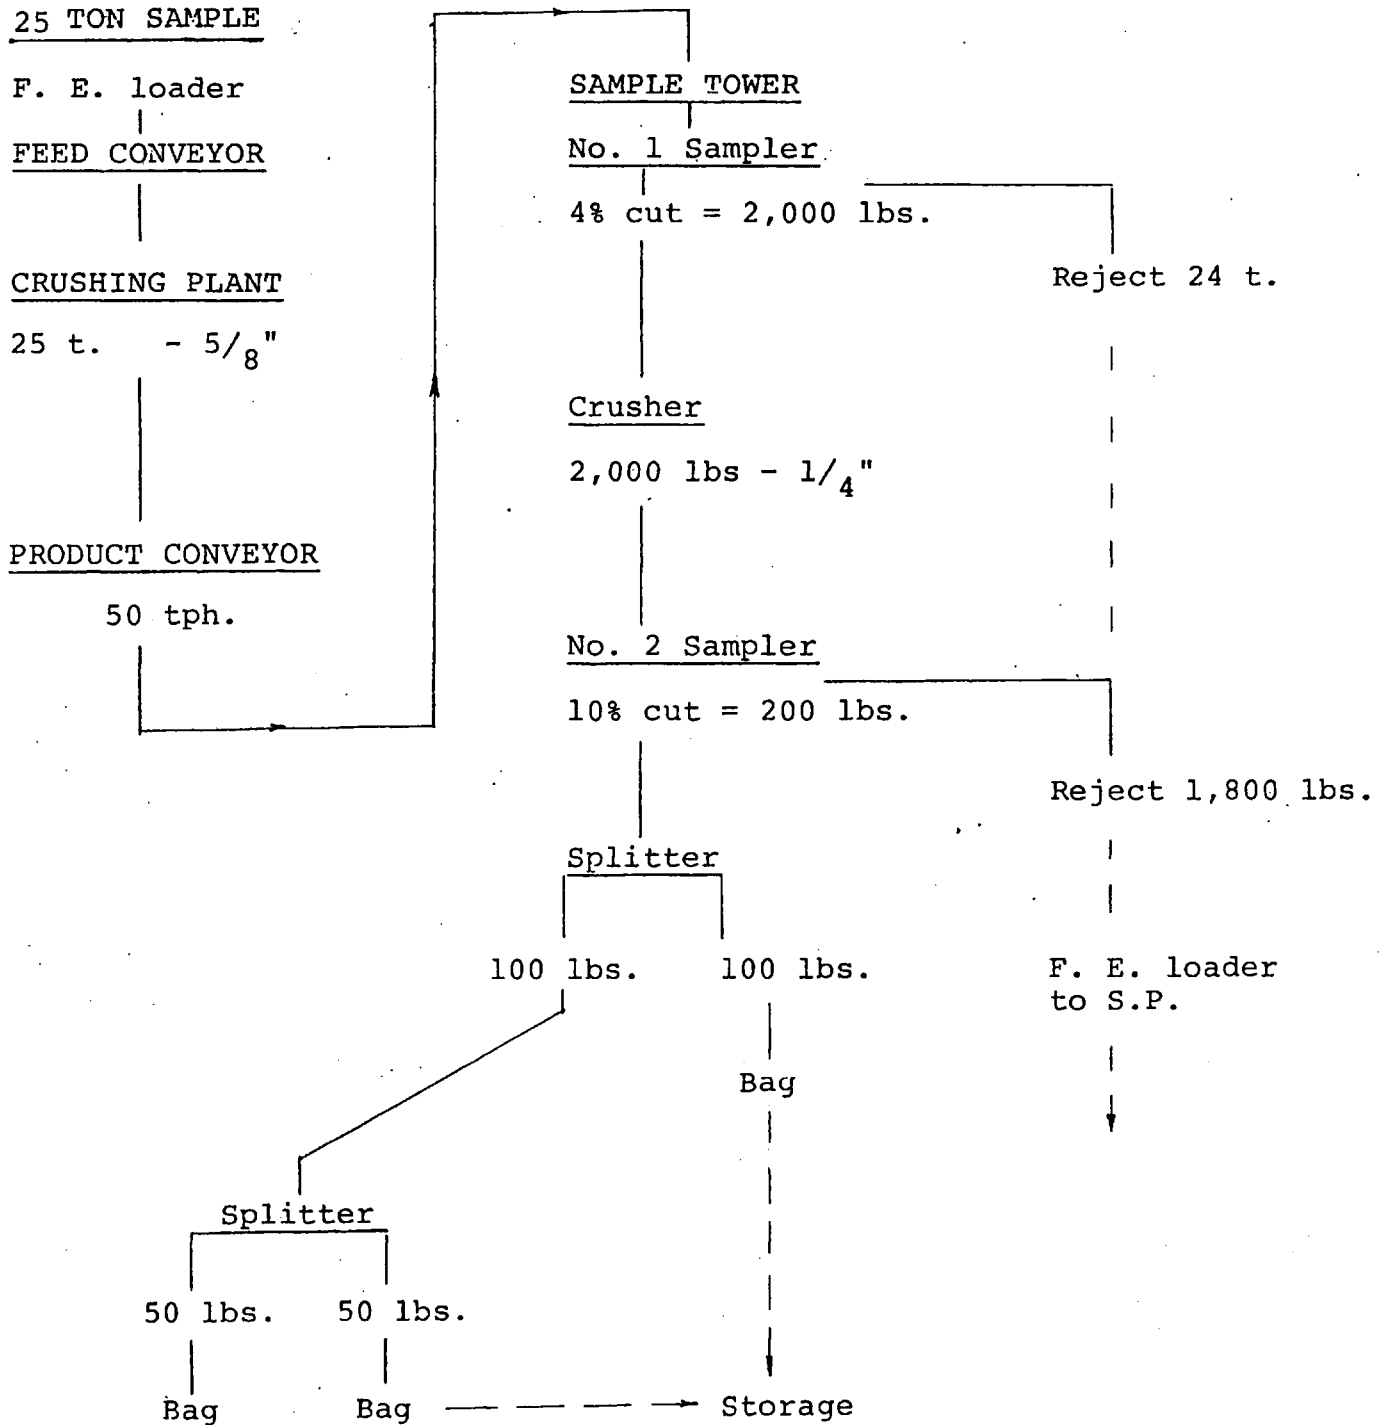 25 TON SAMPLE
F. E. loader
FEED CONVEYOR
CRUSHING PLANT
25 t. - 5/8"
PRODUCT CONVEYOR
50 tph.
SAMPLE TOWER
No. 1 Sampler
4% cut = 2,000 lbs.
Reject 24 t.
Crusher
2,000 lbs - 1/4"
No. 2 Sampler
10% cut = 200 lbs.
Reject 1,800 lbs.
Splitter
100 lbs. 100 lbs.
F. E. loader
to S.P.
Bag
Splitter
50 lbs. 50 lbs.
Bag Bag Storage